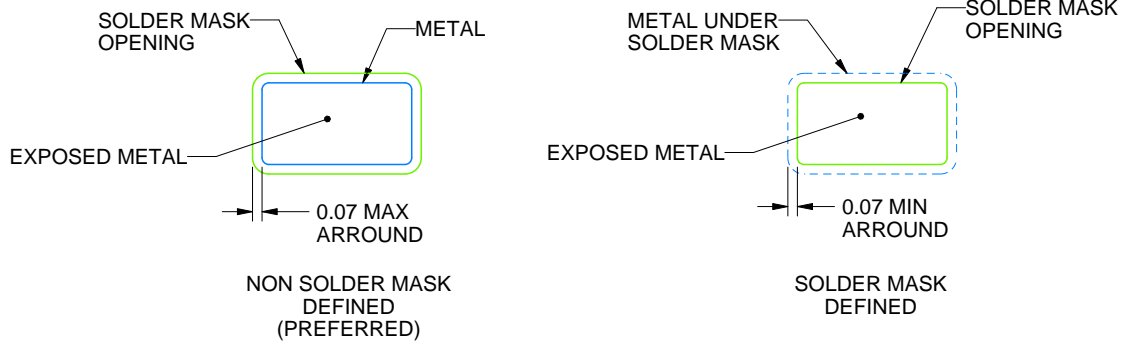 SOLDER MASK
OPENING
METAL
EXPOSED METAL
0.07 MAX
ARROUND
NON SOLDER MASK
DEFINED
(PREFERRED)
METAL UNDER
SOLDER MASK
SOLDER MASK
OPENING
EXPOSED METAL
0.07 MIN
ARROUND
SOLDER MASK
DEFINED